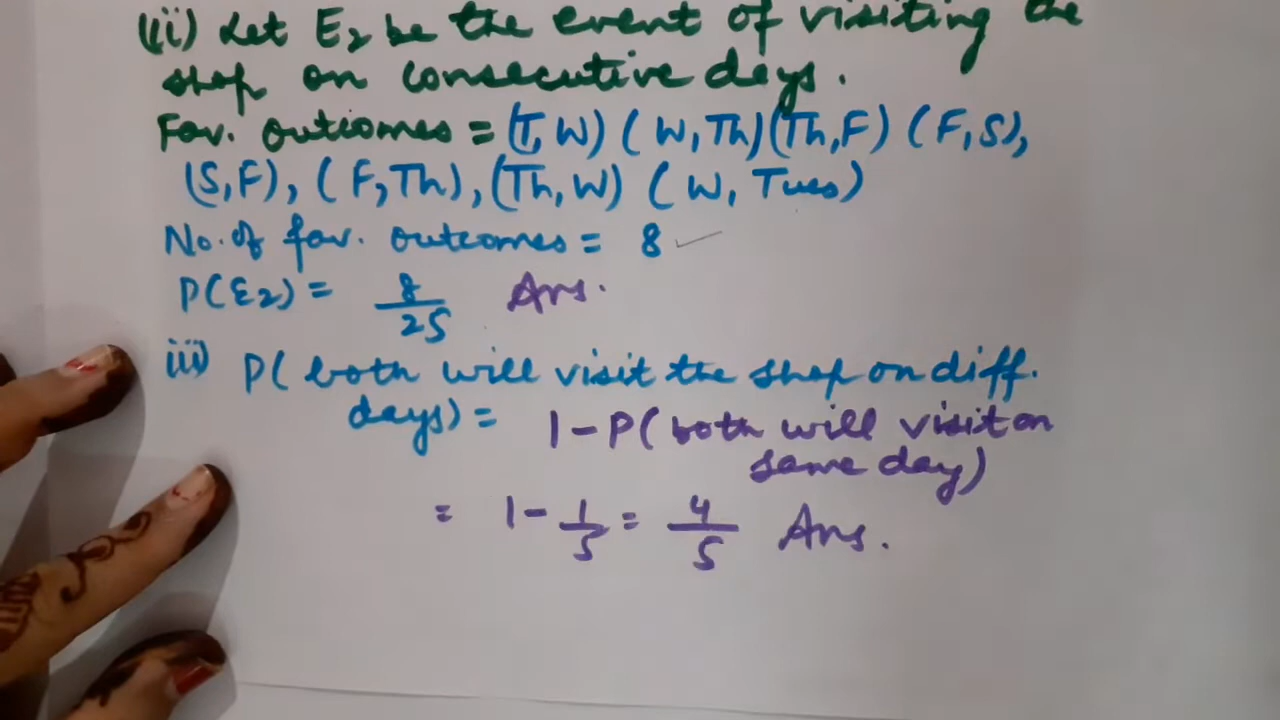 (ii) Let E2 be the event of visiting the
shop on consecutive days.
Fav. outcomes = (T, W) ( W, Th) (Th, F) ( F, S),
(S, F), ( F, Th), (Th, W) ( W, Tues)
No. of fav. outcomes = 8 ✓
P(E2) = 8/25 Ans.
iii) P( both will visit the shop on diff.
days) = 1 - P( both will visit on
same day)
= 1 - 1/5 = 4/5 Ans.